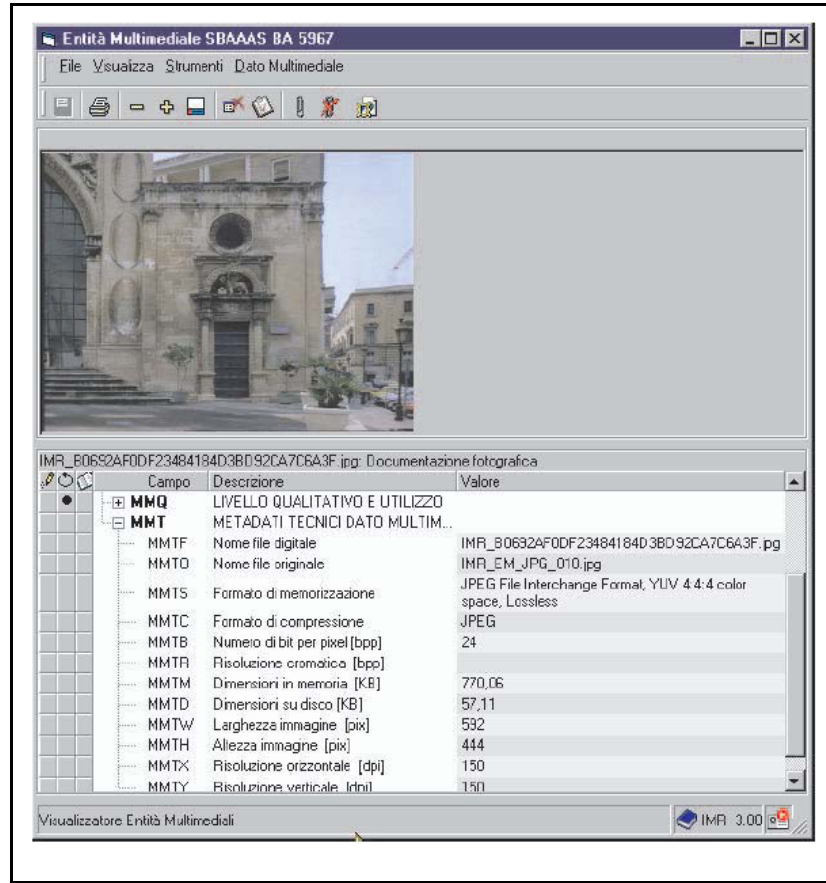 Entità Multimediale SBAAAS BA 5967
File Visualizza Strumenti Dato Multimediale
IMR_B0692AF0DF23484184D3BD92CA7C6A3F.jpg: Documentazione fotografica
Campo Descrizione Valore
MMQ LIVELLO QUALITATIVO E UTILIZZO
MMT METADATI TECNICI DATO MULTIM...
MMTF Nome file digitale IMR_B0692AF0DF23484184D3BD92CA7C6A3F.jpg
MMTO Nome file originale IMR_EM_JPG_010.jpg
MMTS Formato di memorizzazione JPEG File Interchange Format, YUV 4:4:4 color
space, Lossless
MMTC Formato di compressione JPEG
MMTB Numero di bit per pixel [bpp] 24
MMTR Risoluzione cromatica [bpp]
MMTM Dimensioni in memoria [KB] 770,06
MMTD Dimensioni su disco [KB] 57,11
MMTW Larghezza immagine [pix] 592
MMTH Altezza immagine [pix] 444
MMTX Risoluzione orizzontale [dpi] 150
MMTY Risoluzione verticale [dpi] 150
Visualizzatore Entità Multimediali IMR 3.00